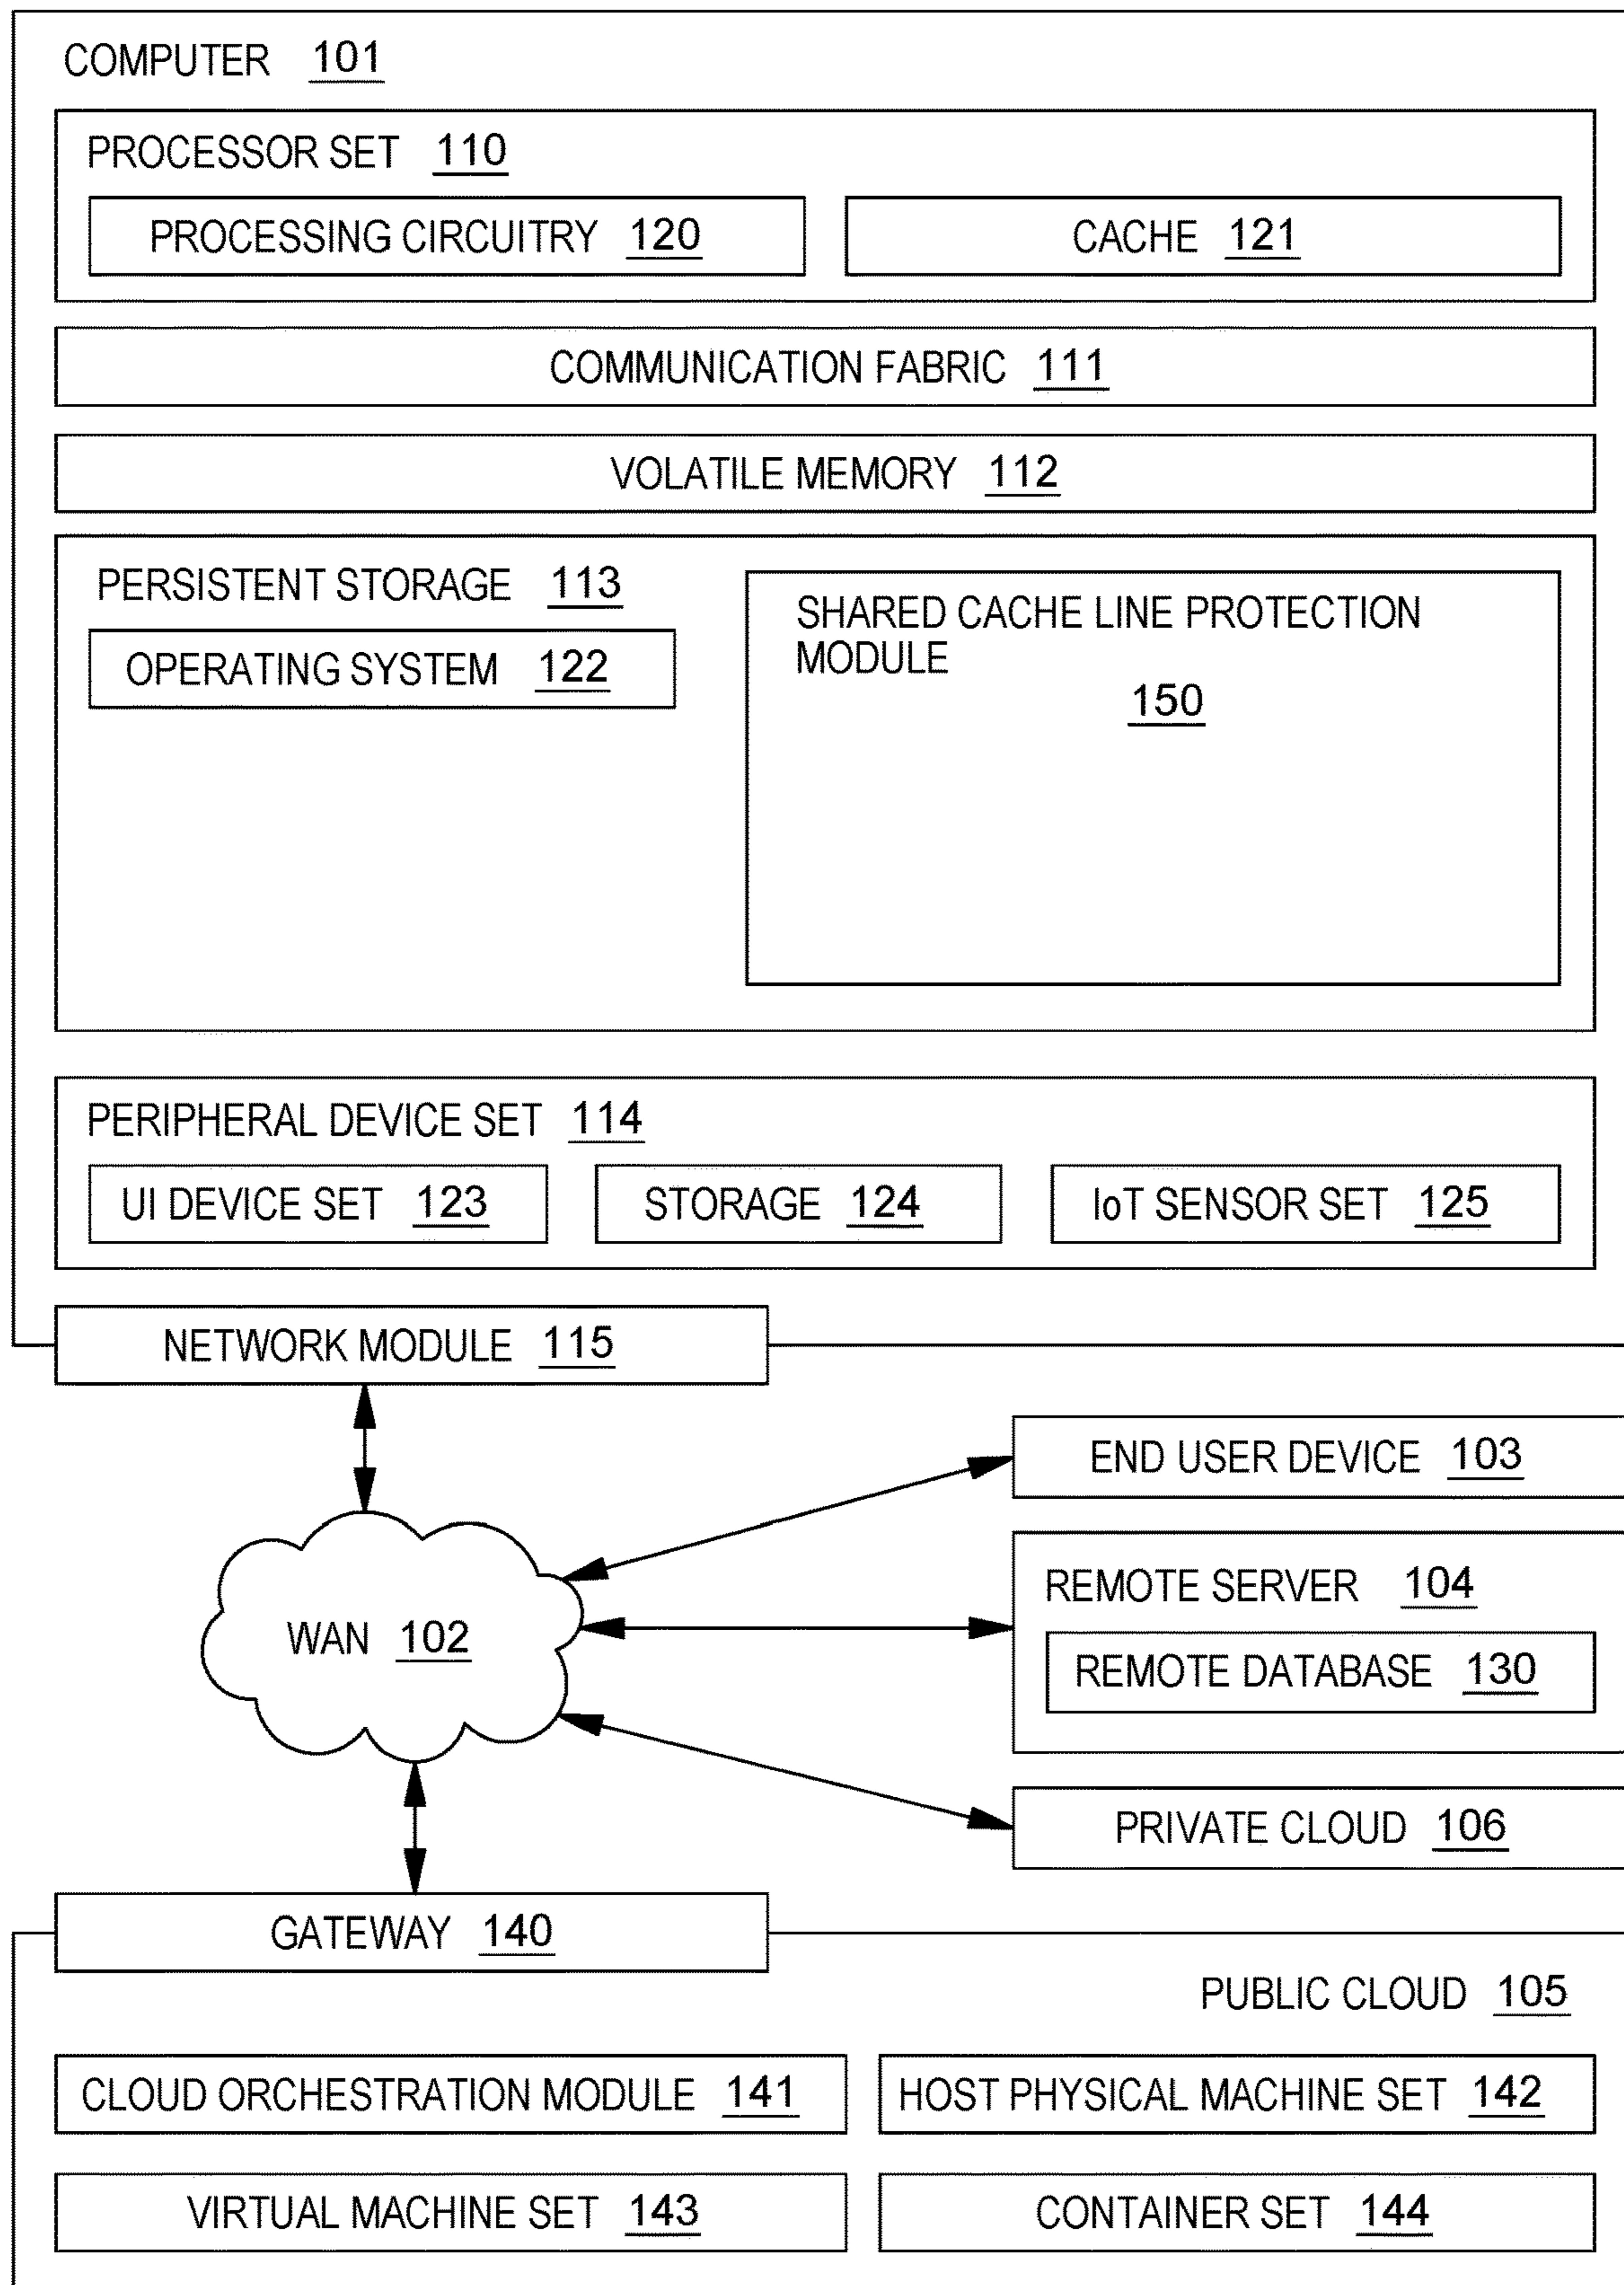 COMPUTER 101
PROCESSOR SET 110
PROCESSING CIRCUITRY 120
CACHE 121
COMMUNICATION FABRIC 111
VOLATILE MEMORY 112
PERSISTENT STORAGE 113
OPERATING SYSTEM 122
SHARED CACHE LINE PROTECTION
MODULE
150
PERIPHERAL DEVICE SET 114
UI DEVICE SET 123
STORAGE 124
IoT SENSOR SET 125
NETWORK MODULE 115
END USER DEVICE 103
WAN 102
REMOTE SERVER 104
REMOTE DATABASE 130
PRIVATE CLOUD 106
GATEWAY 140
PUBLIC CLOUD 105
CLOUD ORCHESTRATION MODULE 141
HOST PHYSICAL MACHINE SET 142
VIRTUAL MACHINE SET 143
CONTAINER SET 144